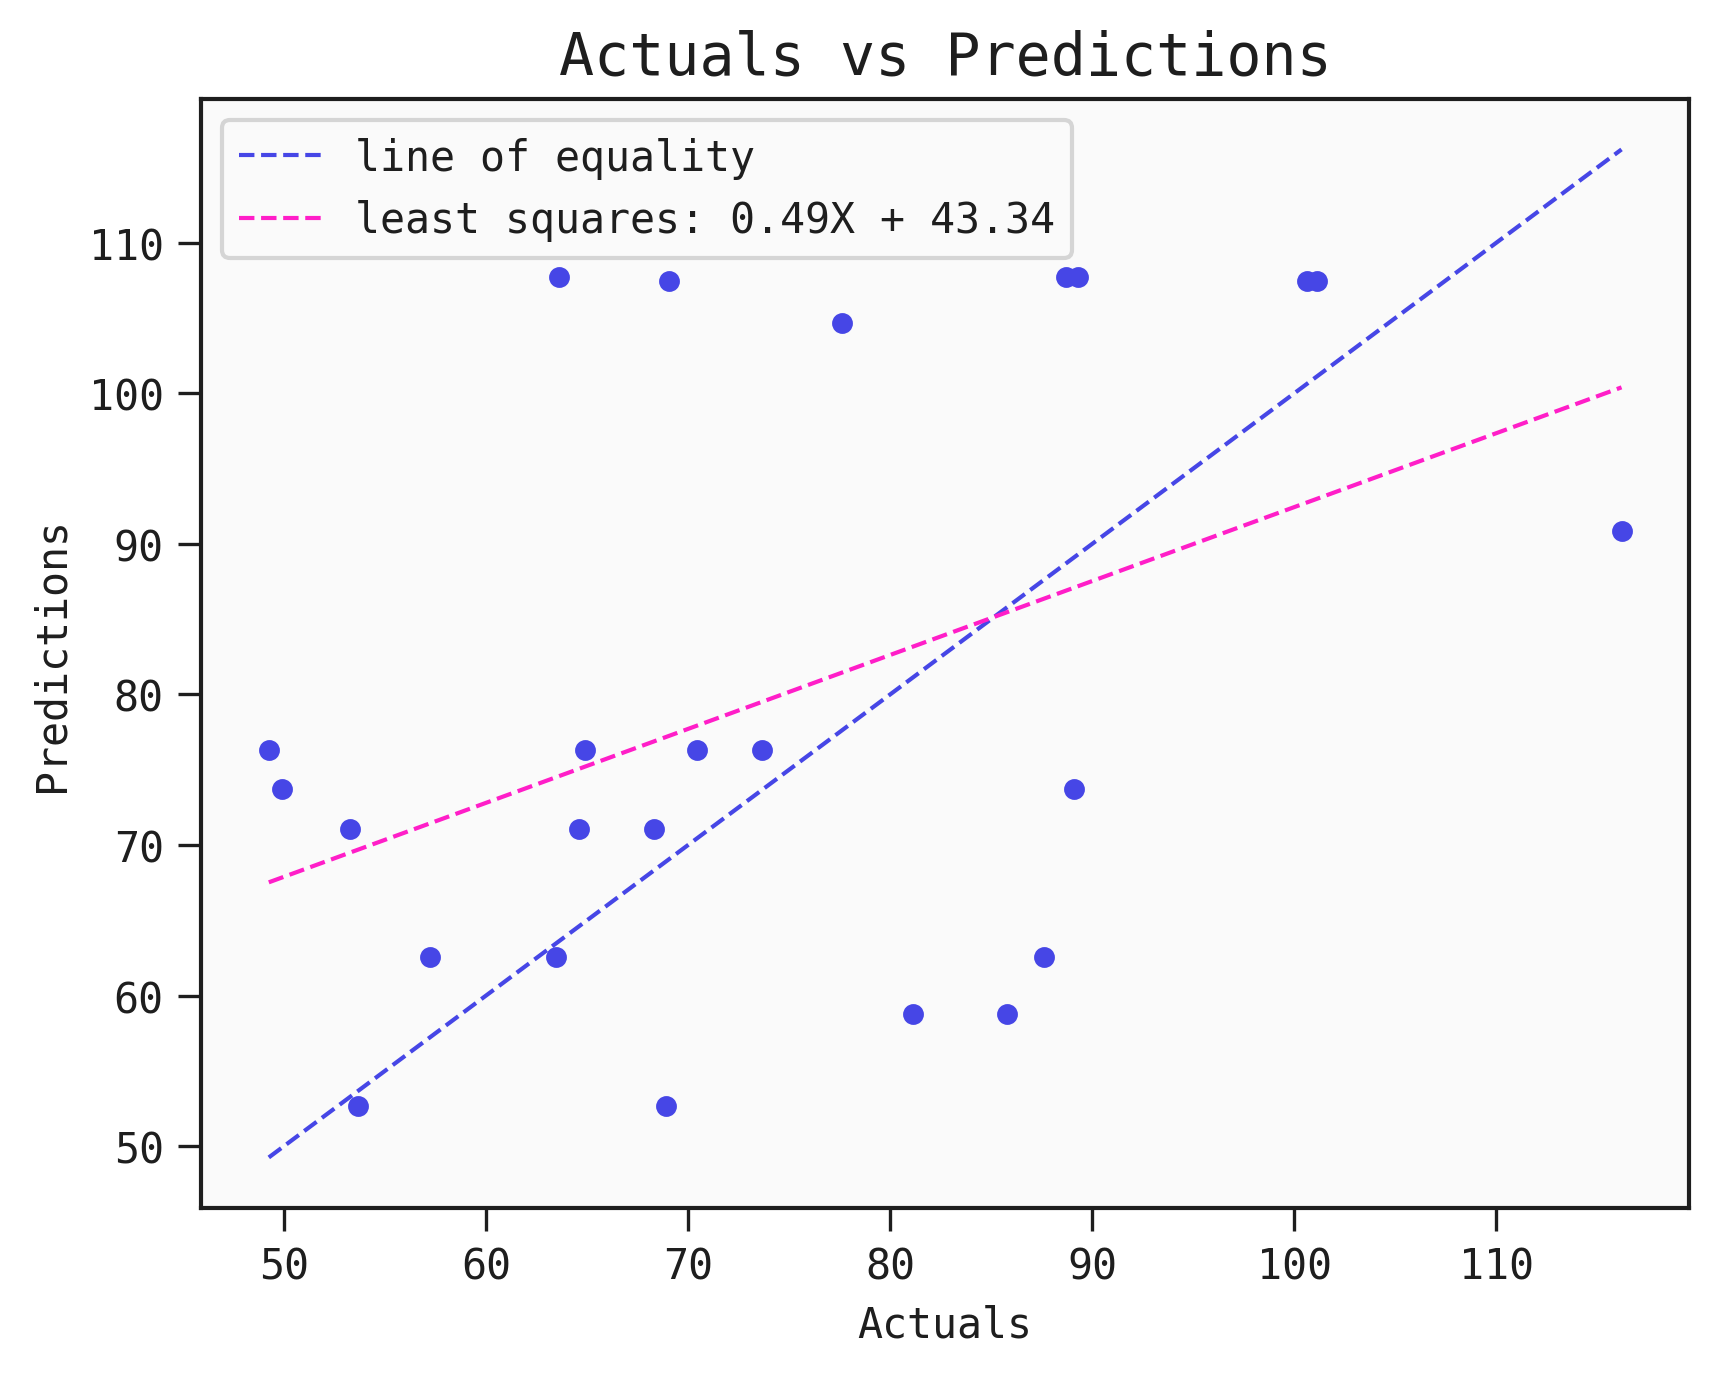 Actuals vs Predictions
line of equality
least squares: 0.49X + 43.34
110
100
90
80
70
60
50
Predictions
50 60 70 80 90 100 110
Actuals